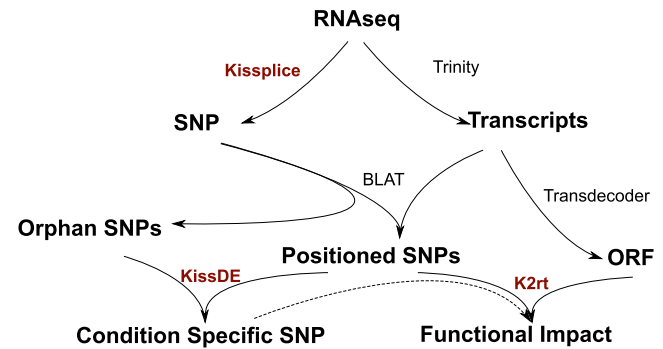 RNAseq
Kissplice
Trinity
SNP
Transcripts
BLAT
Transdecoder
Orphan SNPs
Positioned SNPs
ORF
KissDE
K2rt
Condition Specific SNP
Functional Impact